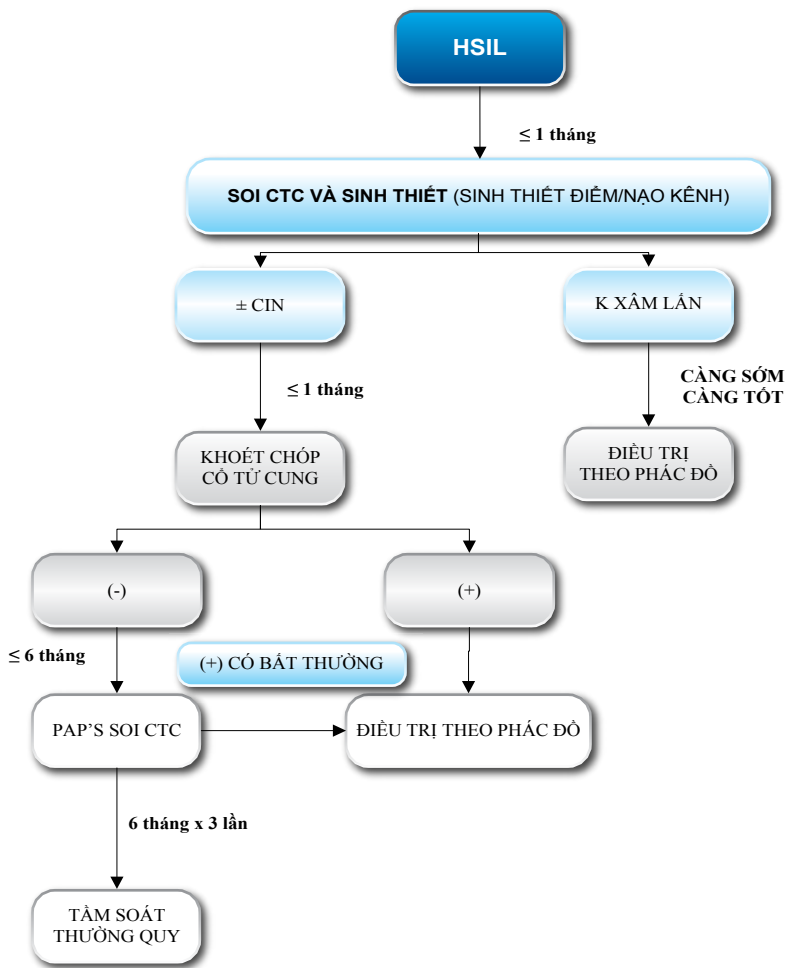 HSIL
≤ 1 tháng
SOI CTC VÀ SINH THIẾT (SINH THIẾT ĐIỂM/NẠO KÊNH)
± CIN
K XÂM LẤN
≤ 1 tháng
CÀNG SỚM
CÀNG TỐT
KHOÉT CHÓP
CỔ TỬ CUNG
ĐIỀU TRỊ
THEO PHÁC ĐỒ
(-)
(+)
≤ 6 tháng
(+) CÓ BẤT THƯỜNG
PAP'S SOI CTC
ĐIỀU TRỊ THEO PHÁC ĐỒ
6 tháng x 3 lần
TẦM SOÁT
THƯỜNG QUY